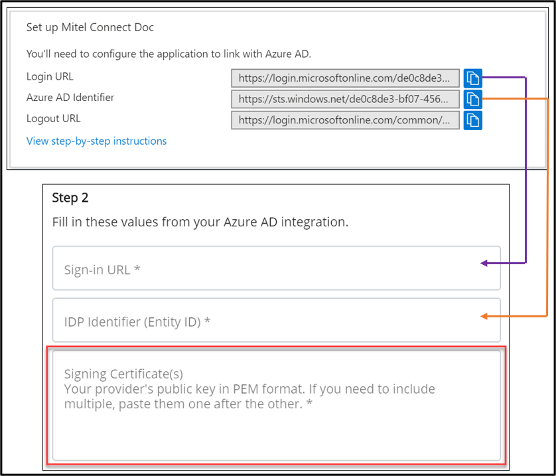 Set up Mitel Connect Doc
You'll need to configure the application to link with Azure AD.
Login URL https://login.microsoftonline.com/de0c8de3...
Azure AD Identifier https://sts.windows.net/de0c8de3-bf07-456...
Logout URL https://login.microsoftonline.com/common/...
View step-by-step instructions
Step 2
Fill in these values from your Azure AD integration.
Sign-in URL *
IDP Identifier (Entity ID) *
Signing Certificate(s)
Your provider's public key in PEM format. If you need to include
multiple, paste them one after the other. *